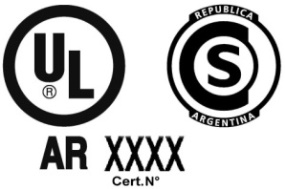 UL
®
REPUBLICA
S
ARGENTINA
AR XXXX
Cert.N°